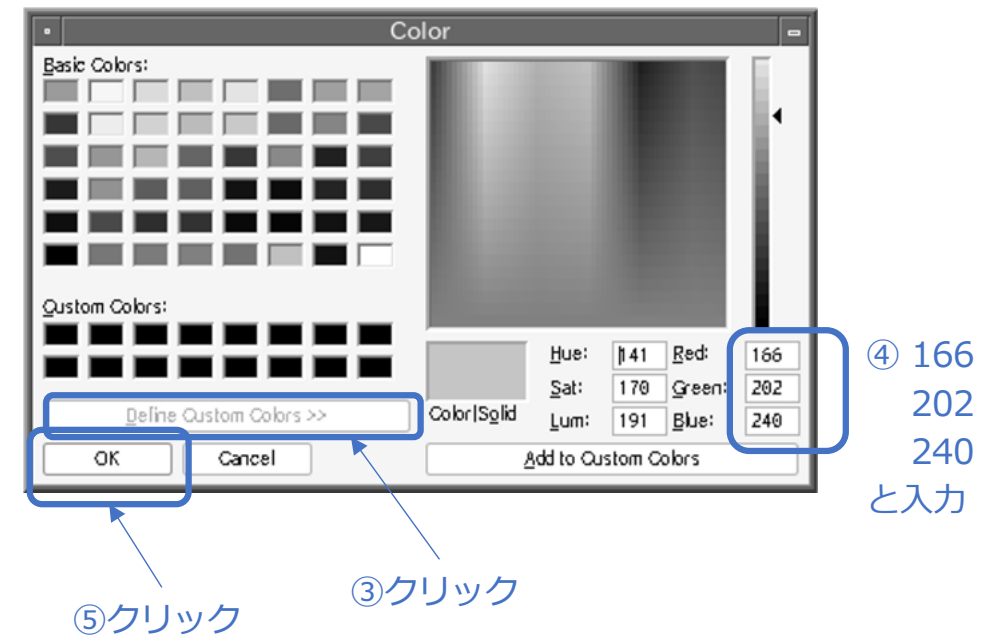 Color
Basic Colors:
Custom Colors:
Define Custom Colors >>
OK
Cancel
Color|Solid
Hue: 141
Sat: 170
Lum: 191
Red: 166
Green: 202
Blue: 240
Add to Custom Colors
④ 166
202
240
と入力
③クリック
⑤クリック